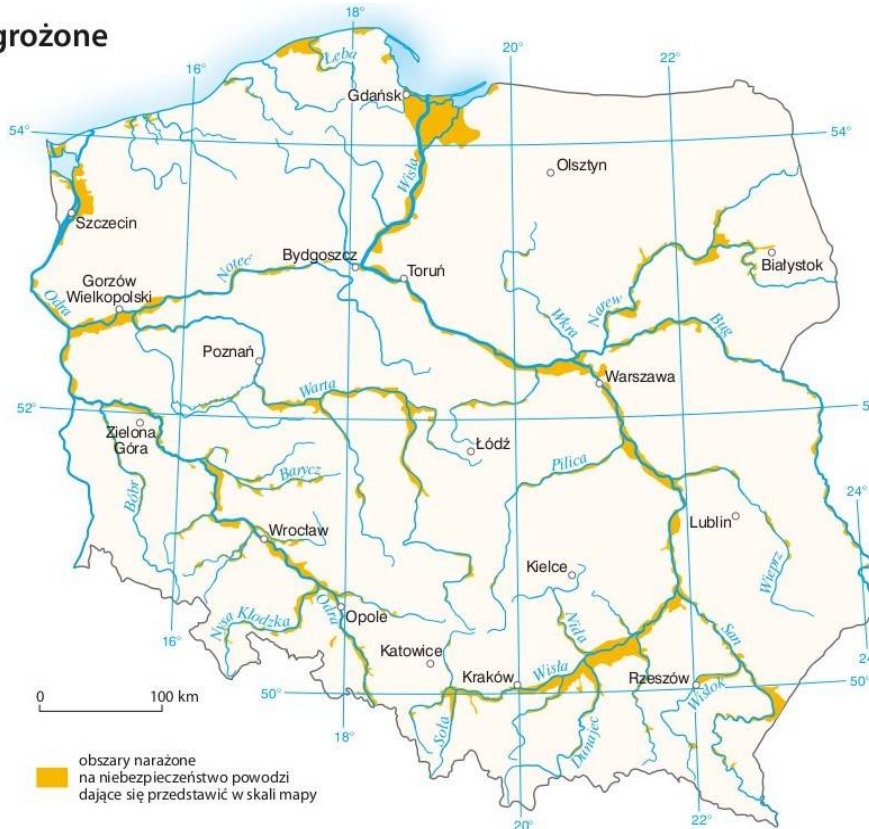 grożone
18°
20°
16°
22°
Łeba
Gdańsk
54°
54°
Wisła
Olsztyn
Szczecin
Bydgoszcz
Toruń
Białystok
Noteć
Gorzów
Wielkopolski
Odra
Wkra
Narew
Bug
Poznań
Warszawa
Warta
52°
5
Zielona
Góra
Łódź
Pilica
Barycz
Bóbr
24°
Wrocław
Lublin
Wieprz
Kielce
Nysa Kłodzka
Odra
Opole
Nida
San
16°
Katowice
Kraków
Wisła
Rzeszów
Wisłok
24
50°
50°
0
100 km
18°
Soła
Dunajec
obszary narażone
na niebezpieczeństwo powodzi
dające się przedstawić w skali mapy
20°
22°